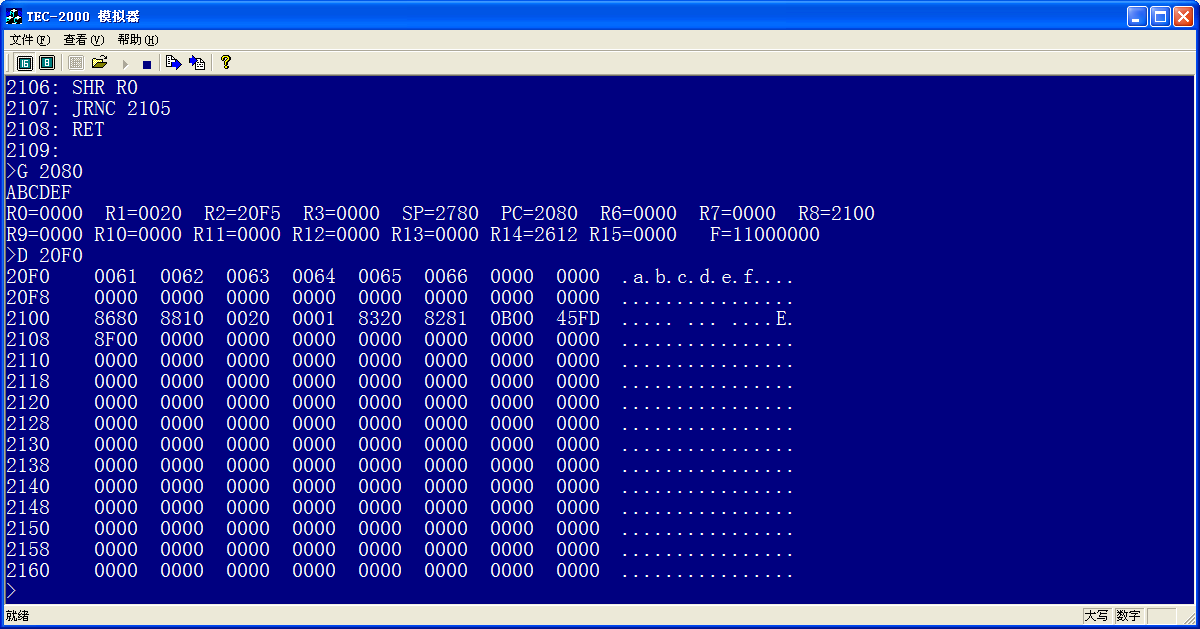 TEC-2000 模拟器
文件(F) 查看(V) 帮助(H)
16 8
2106: SHR R0
2107: JRNC 2105
2108: RET
2109:
>G 2080
ABCDEF
R0=0000 R1=0020 R2=20F5 R3=0000 SP=2780 PC=2080 R6=0000 R7=0000 R8=2100
R9=0000 R10=0000 R11=0000 R12=0000 R13=0000 R14=2612 R15=0000 F=11000000
>D 20F0
20F0 0061 0062 0063 0064 0065 0066 0000 0000 .a.b.c.d.e.f....
20F8 0000 0000 0000 0000 0000 0000 0000 0000 ................
2100 8680 8810 0020 0001 8320 8281 0B00 45FD ..... ... ....E.
2108 8F00 0000 0000 0000 0000 0000 0000 0000 ................
2110 0000 0000 0000 0000 0000 0000 0000 0000 ................
2118 0000 0000 0000 0000 0000 0000 0000 0000 ................
2120 0000 0000 0000 0000 0000 0000 0000 0000 ................
2128 0000 0000 0000 0000 0000 0000 0000 0000 ................
2130 0000 0000 0000 0000 0000 0000 0000 0000 ................
2138 0000 0000 0000 0000 0000 0000 0000 0000 ................
2140 0000 0000 0000 0000 0000 0000 0000 0000 ................
2148 0000 0000 0000 0000 0000 0000 0000 0000 ................
2150 0000 0000 0000 0000 0000 0000 0000 0000 ................
2158 0000 0000 0000 0000 0000 0000 0000 0000 ................
2160 0000 0000 0000 0000 0000 0000 0000 0000 ................
>
就绪 大写 数字